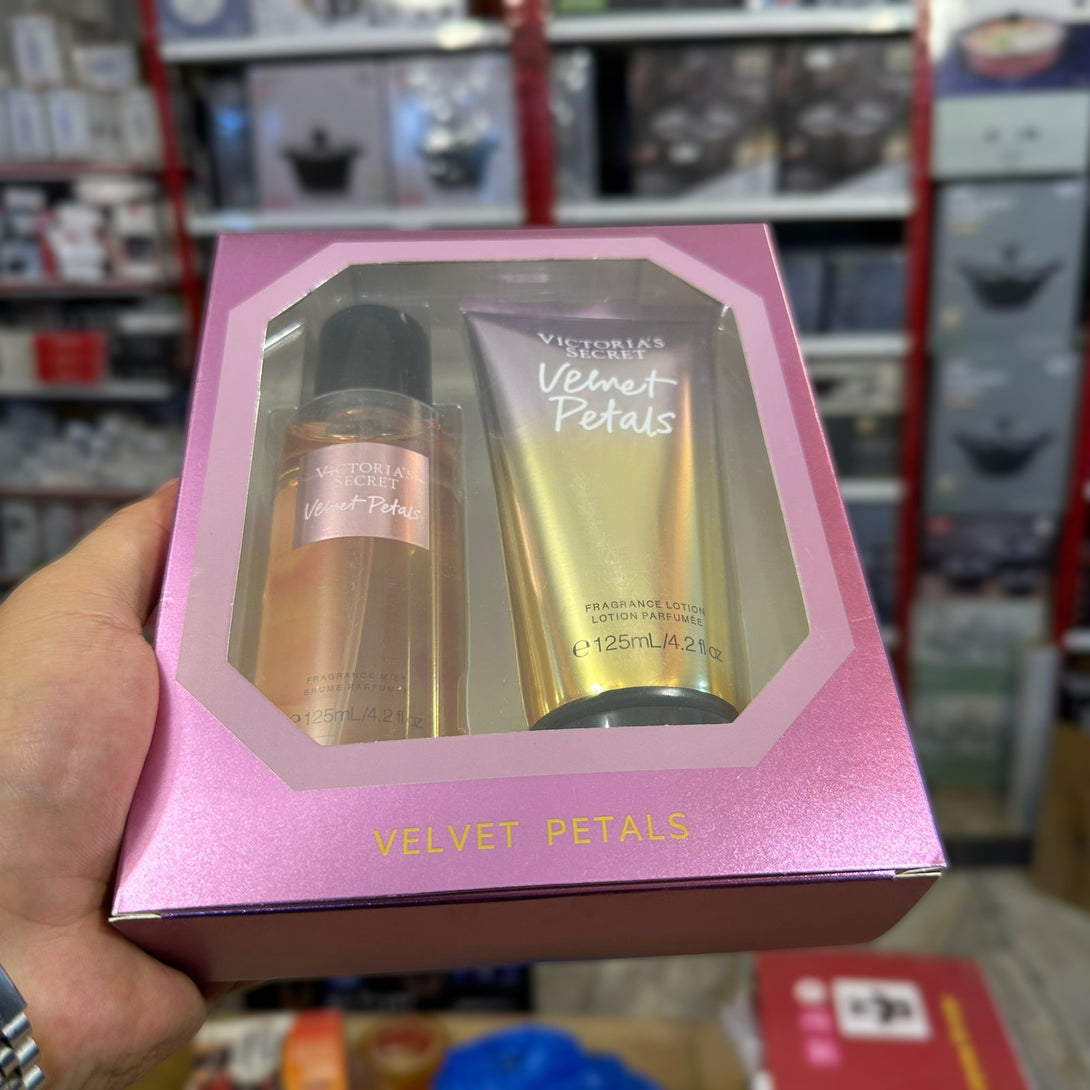 VICTORIA'S
SECRET
Velvet Petals
FRAGRANCE MIST
BRUME PARFUMÉE
℮125mL/4.2 fl oz
VICTORIA'S
SECRET
Velvet
Petals
FRAGRANCE LOTION
LOTION PARFUMÉE
℮125mL/4.2 fl oz
VELVET PETALS